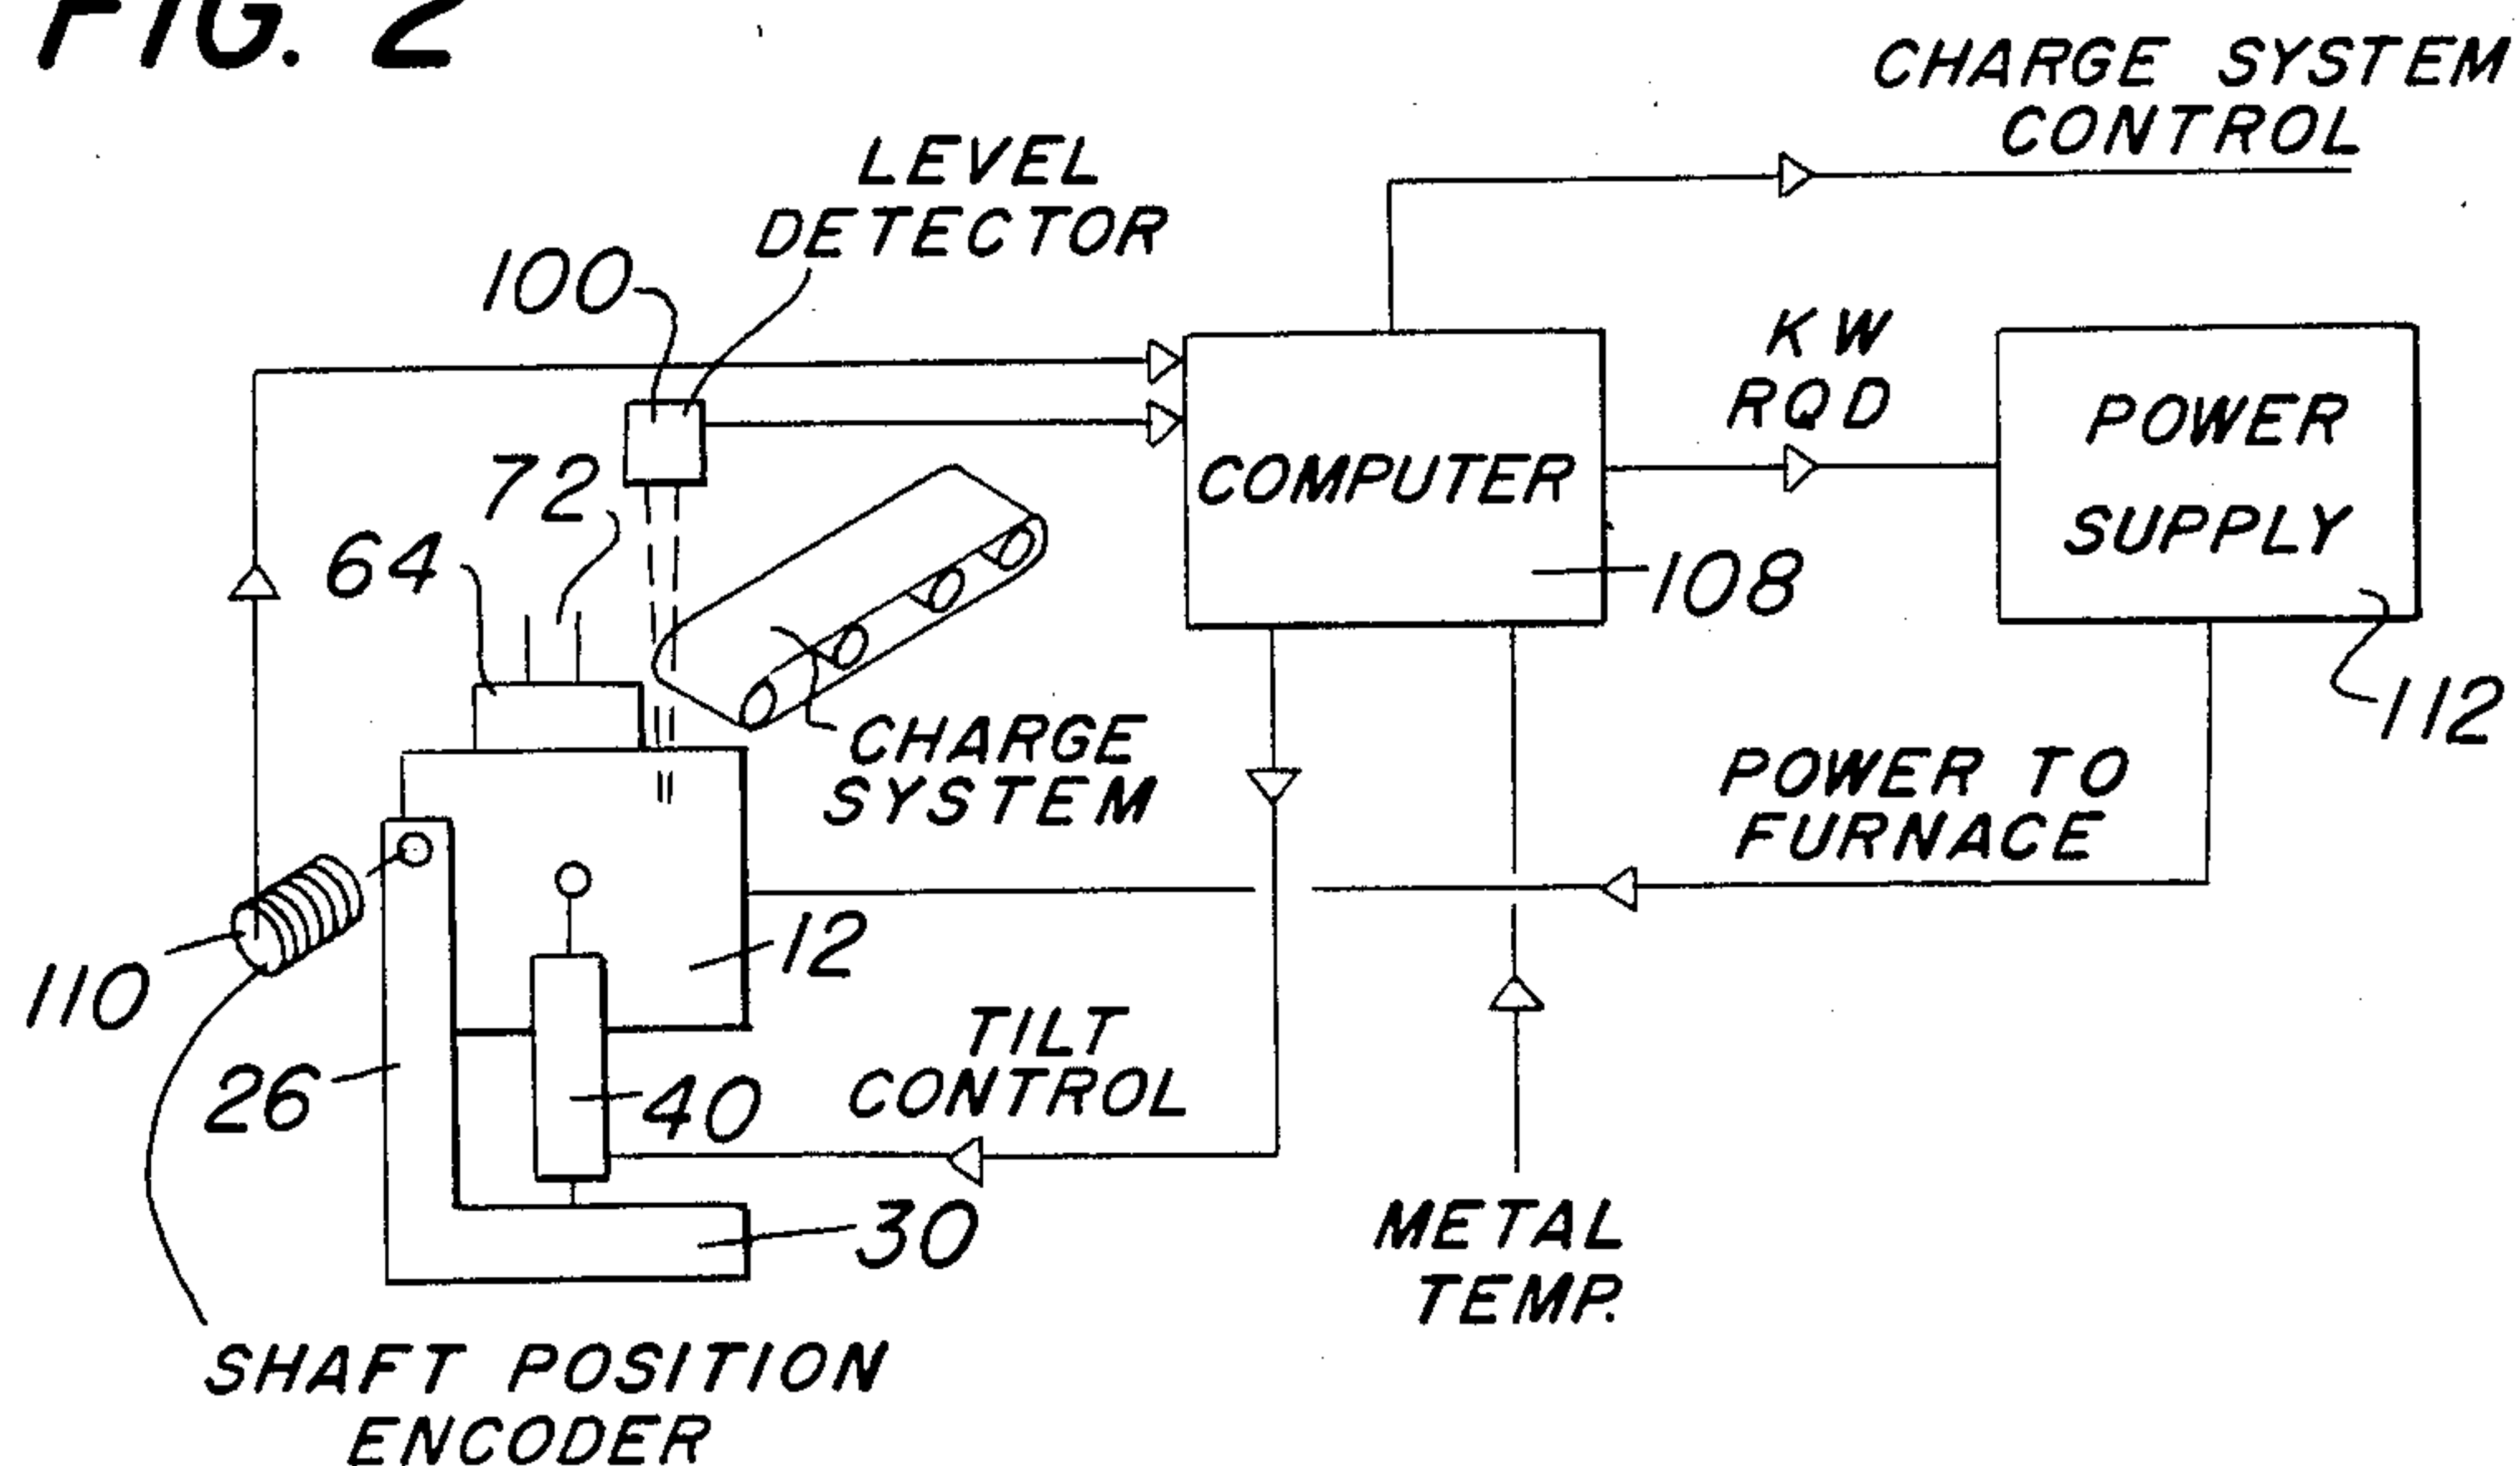 FIG. 2
CHARGE SYSTEM
CONTROL
LEVEL
DETECTOR
100
KW
RQD
POWER
SUPPLY
COMPUTER
72
64
108
112
CHARGE
SYSTEM
POWER TO
FURNACE
12
110
TILT
CONTROL
26
40
30
METAL
TEMP.
SHAFT POSITION
ENCODER